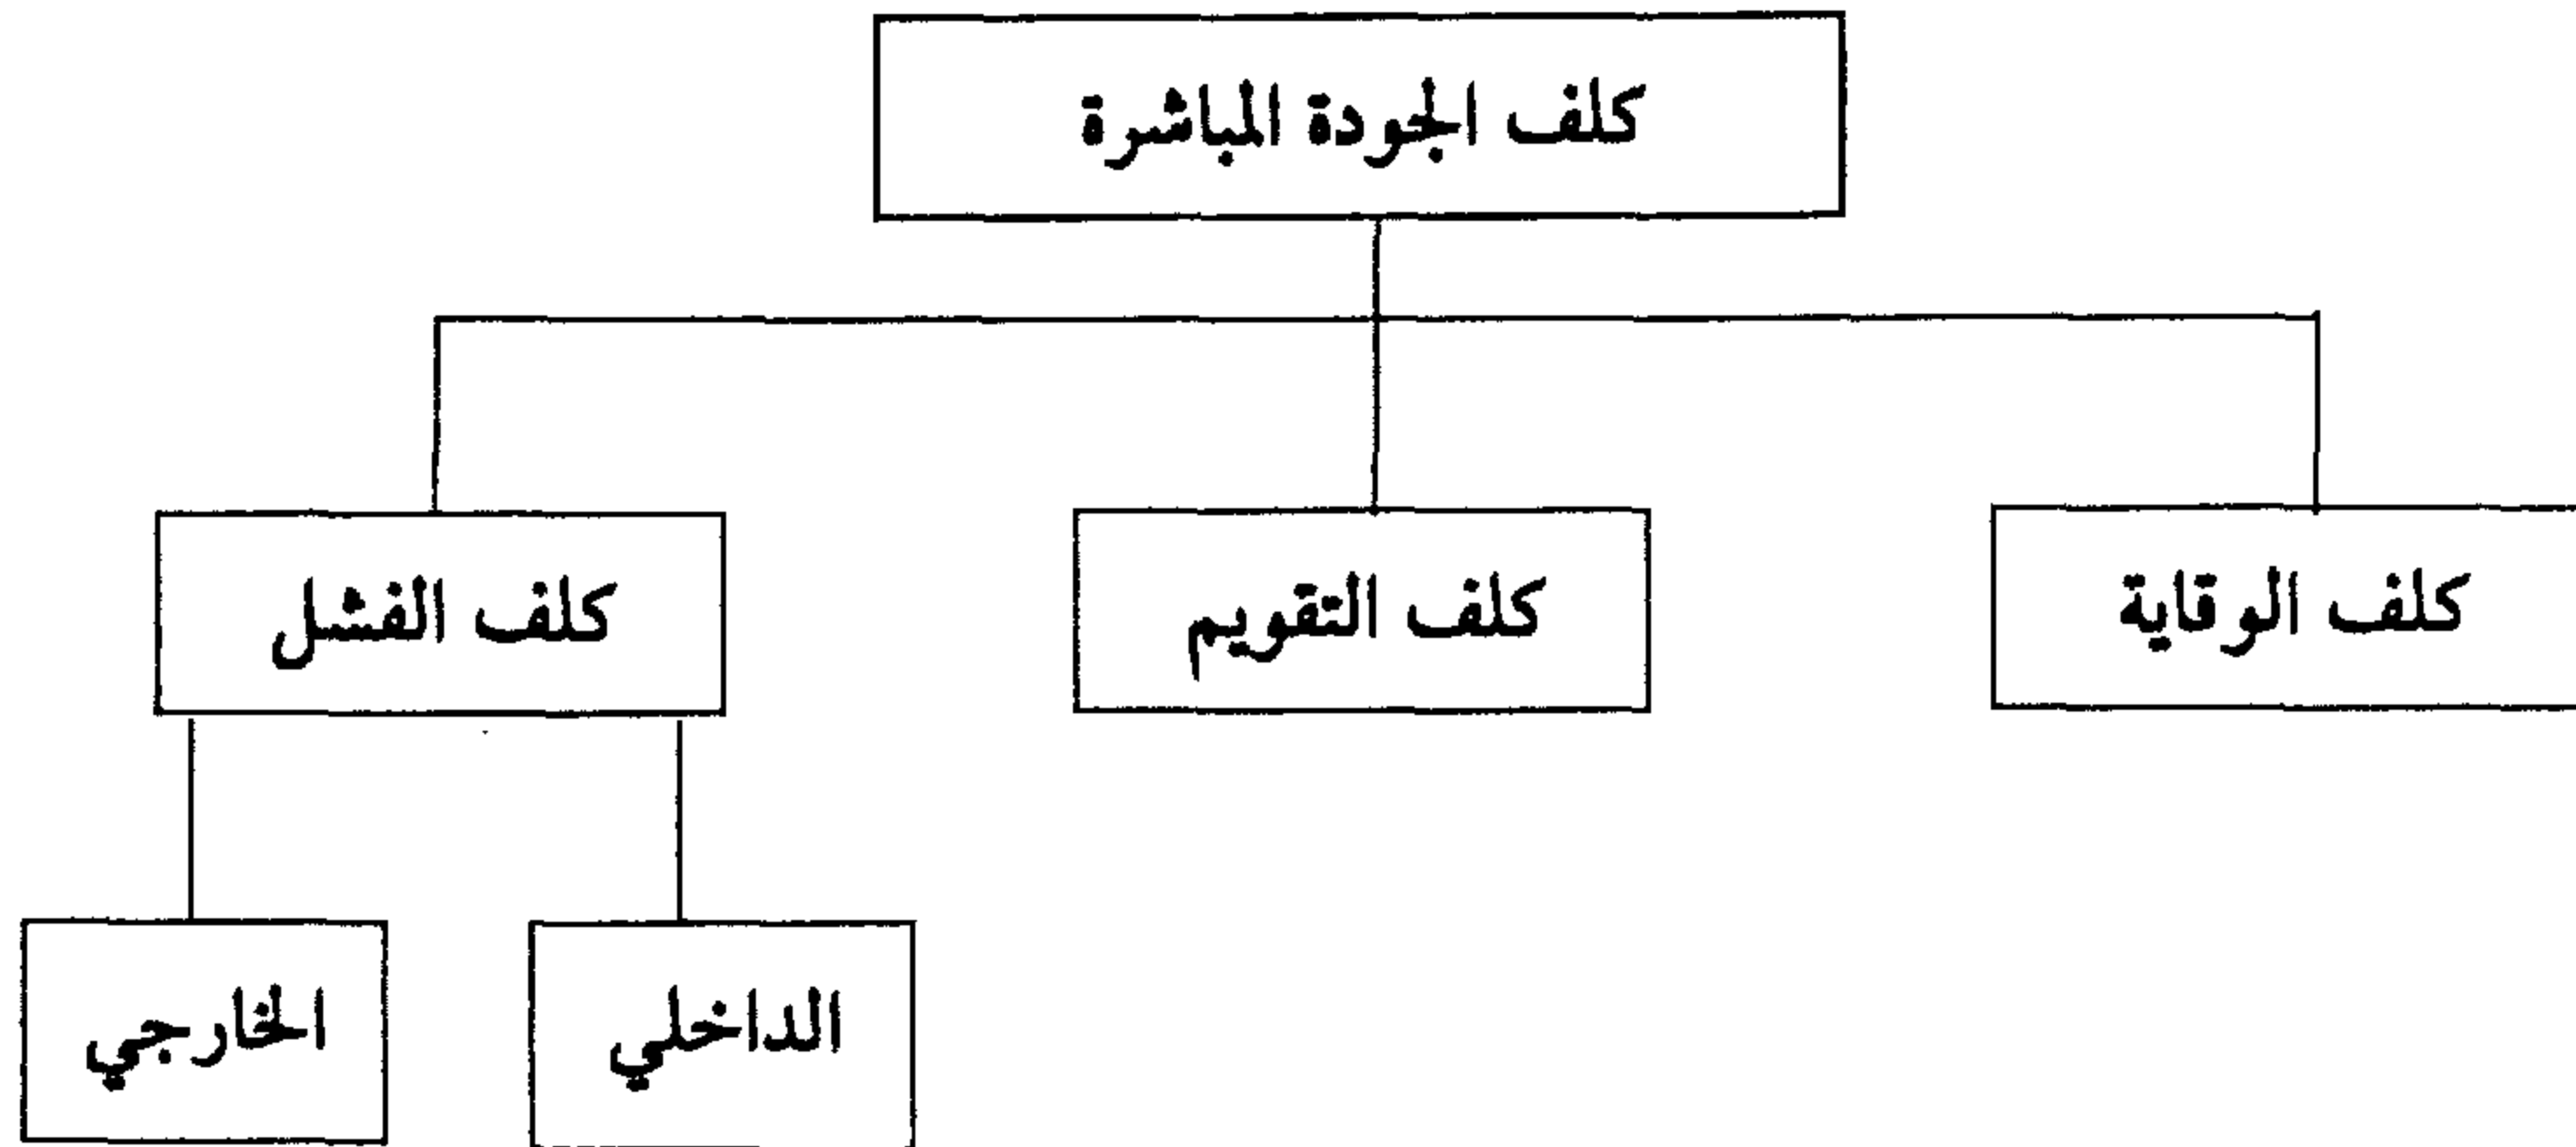 كلف الجودة المباشرة
كلف الوقاية
كلف التقويم
كلف الفشل
الداخلي
الخارجي